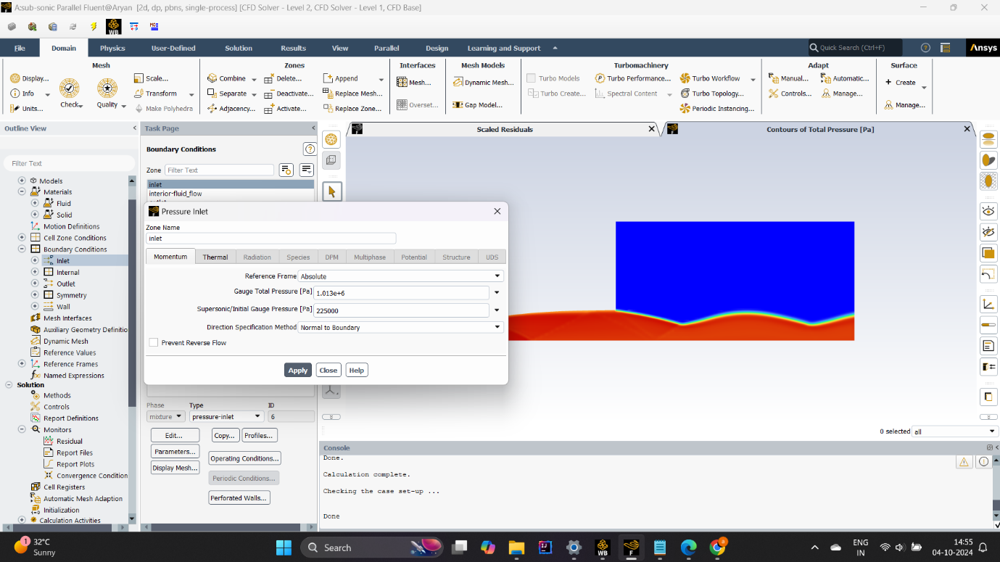 A:sub-sonic Parallel Fluent@Aryan [2d, dp, pbns, single-process] [CFD Solver - Level 2, CFD Solver - Level 1, CFD Base]
WB
File Domain Physics User-Defined Solution Results View Parallel Design Learning and Support Quick Search (Ctrl+F) Ansys
Mesh Zones Interfaces Mesh Models Turbomachinery Adapt Surface
Display... Scale... Combine Delete... Append Mesh... Dynamic Mesh... Turbo Models Turbo Performance... Turbo Workflow Manual... Automatic... Create
Info Check Quality Transform Separate Deactivate... Replace Mesh... Turbo Create... Spectral Content Turbo Topology... Controls... Manage...
Units... Make Polyhedra Adjacency... Activate... Replace Zone... Overset... Gap Model... Periodic Instancing... Manage...
Outline View
Filter Text
Models
Materials
Fluid
Solid
Motion Definitions
Cell Zone Conditions
Boundary Conditions
Inlet
Internal
Outlet
Symmetry
Wall
Mesh Interfaces
Auxiliary Geometry Definitio
Dynamic Mesh
Reference Values
Reference Frames
Named Expressions
Solution
Methods
Controls
Report Definitions
Monitors
Residual
Report Files
Report Plots
Convergence Condition
Cell Registers
Automatic Mesh Adaption
Initialization
Calculation Activities
Task Page
Boundary Conditions
Zone Filter Text
inlet
interior-fluid_flow
Pressure Inlet
Zone Name
inlet
Momentum Thermal Radiation Species DPM Multiphase Potential Structure UDS
Reference Frame Absolute
Gauge Total Pressure [Pa] 1.013e+6
Supersonic/Initial Gauge Pressure [Pa] 225000
Direction Specification Method Normal to Boundary
Prevent Reverse Flow
Apply Close Help
Phase Type ID
mixture pressure-inlet 6
Edit... Copy... Profiles...
Parameters... Operating Conditions...
Display Mesh... Periodic Conditions...
Perforated Walls...
Scaled Residuals
Contours of Total Pressure [Pa]
0 selected all
Console
Done.
Calculation complete.
Checking the case set-up ...
Done
32°C
Sunny
1
Search
WB
F
ENG
IN
14:55
04-10-2024